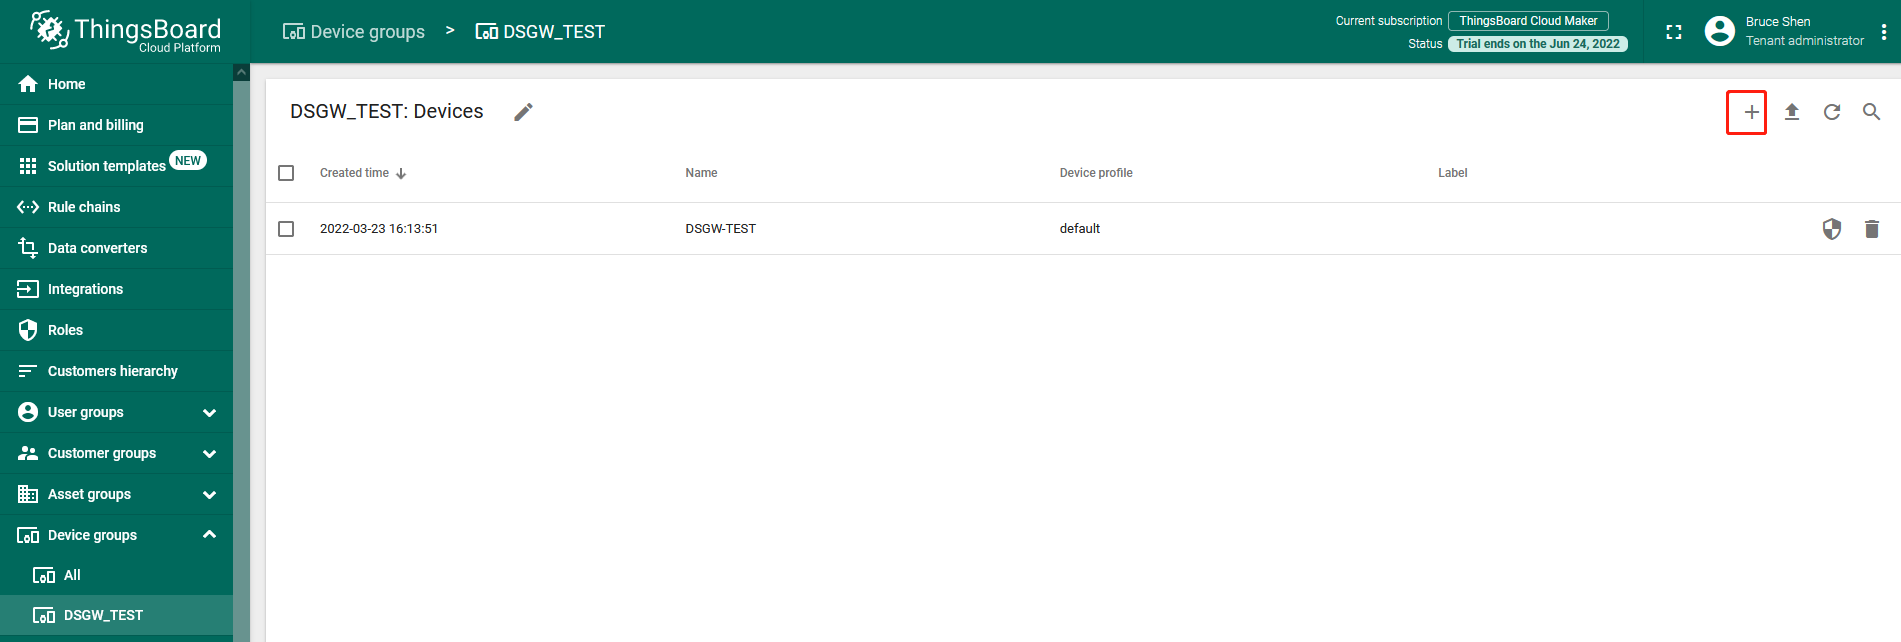 ThingsBoard
Cloud Platform
Device groups > DSGW_TEST
Current subscription ThingsBoard Cloud Maker
Status Trial ends on the Jun 24, 2022
Bruce Shen
Tenant administrator
Home
Plan and billing
Solution templates NEW
Rule chains
Data converters
Integrations
Roles
Customers hierarchy
User groups
Customer groups
Asset groups
Device groups
All
DSGW_TEST
DSGW_TEST: Devices
Created time Name Device profile Label
2022-03-23 16:13:51 DSGW-TEST default